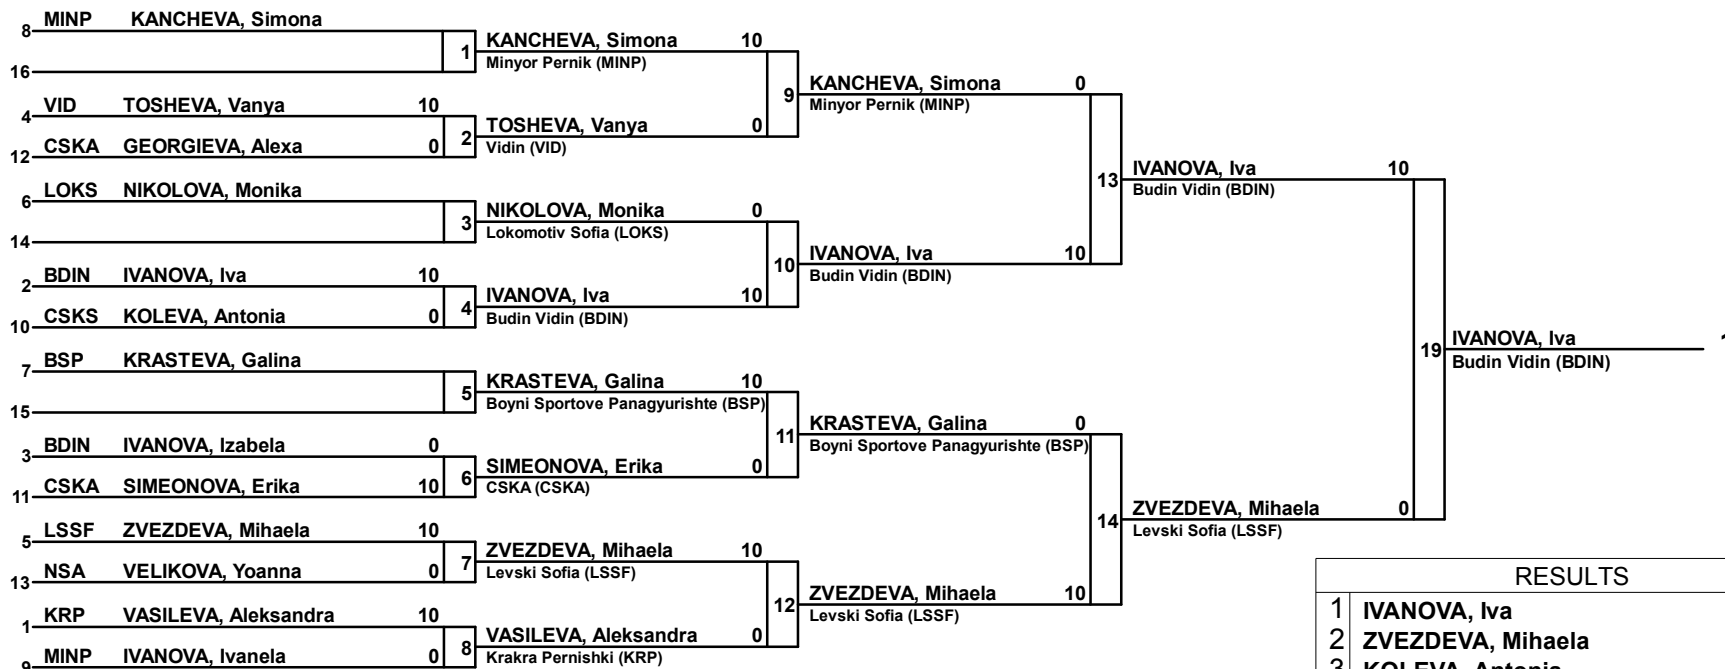 8 MINP KANCHEVA, Simona
16
1 KANCHEVA, Simona 10
Minyor Pernik (MINP)
4 VID TOSHEVA, Vanya 10
12 CSKA GEORGIEVA, Alexa 0
2 TOSHEVA, Vanya 0
Vidin (VID)
9 KANCHEVA, Simona 0
Minyor Pernik (MINP)
6 LOKS NIKOLOVA, Monika
14
3 NIKOLOVA, Monika 0
Lokomotiv Sofia (LOKS)
2 BDIN IVANOVA, Iva 10
10 CSKS KOLEVA, Antonia 0
4 IVANOVA, Iva 10
Budin Vidin (BDIN)
10 IVANOVA, Iva 10
Budin Vidin (BDIN)
13 IVANOVA, Iva 10
Budin Vidin (BDIN)
7 BSP KRASTEVA, Galina
15
5 KRASTEVA, Galina 10
Boyni Sportove Panagyurishte (BSP)
3 BDIN IVANOVA, Izabela 0
11 CSKA SIMEONOVA, Erika 10
6 SIMEONOVA, Erika 0
CSKA (CSKA)
11 KRASTEVA, Galina 0
Boyni Sportove Panagyurishte (BSP)
5 LSSF ZVEZDEVA, Mihaela 10
13 NSA VELIKOVA, Yoanna 0
7 ZVEZDEVA, Mihaela 10
Levski Sofia (LSSF)
1 KRP VASILEVA, Aleksandra 10
9 MINP IVANOVA, Ivanela 0
8 VASILEVA, Aleksandra 0
Krakra Pernishki (KRP)
12 ZVEZDEVA, Mihaela 10
Levski Sofia (LSSF)
14 ZVEZDEVA, Mihaela 0
Levski Sofia (LSSF)
19 IVANOVA, Iva
Budin Vidin (BDIN)
RESULTS
1 IVANOVA, Iva
2 ZVEZDEVA, Mihaela
3 KOLEVA, Antonia